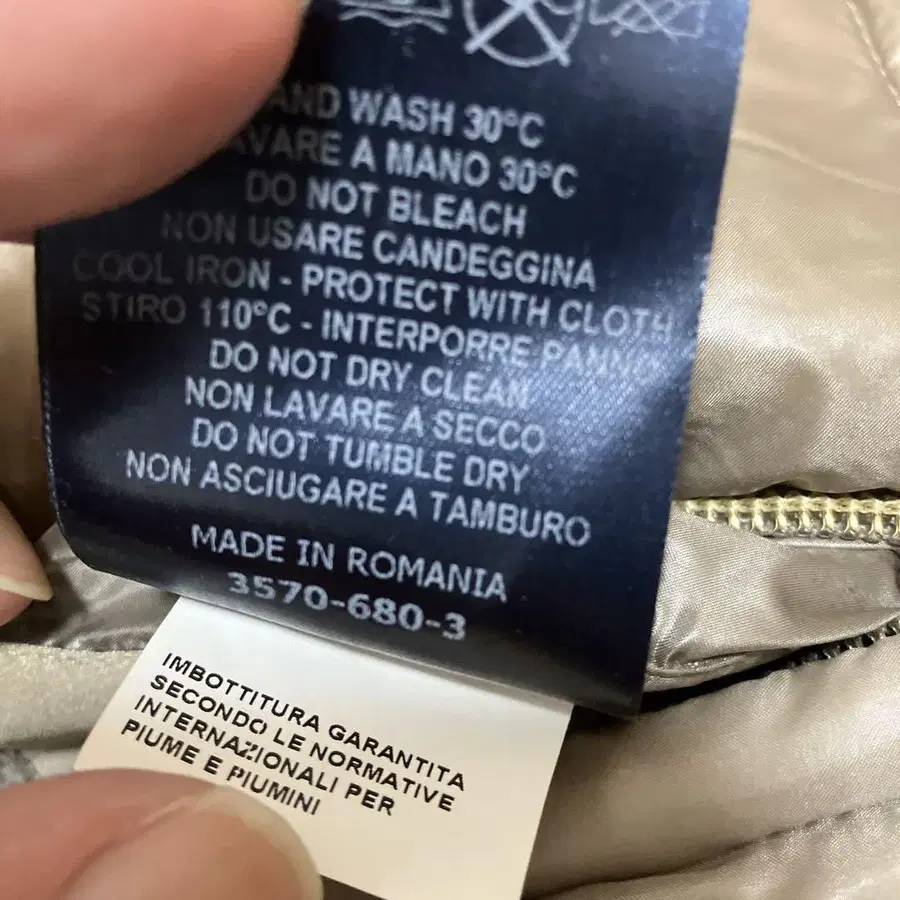 AND WASH 30°C
AVARE A MANO 30°C
DO NOT BLEACH
NON USARE CANDEGGINA
COOL IRON - PROTECT WITH CLOTH
STIRO 110°C - INTERPORRE PANNO
DO NOT DRY CLEAN
NON LAVARE A SECCO
DO NOT TUMBLE DRY
NON ASCIUGARE A TAMBURO
MADE IN ROMANIA
3570-680-3
IMBOTTITURA GARANTITA
SECONDO LE NORMATIVE
INTERNAZIONALI PER
PIUME E PIUMINI